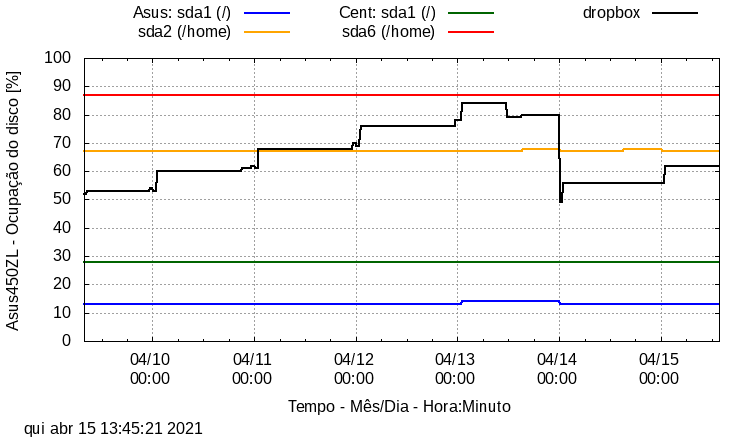 Asus: sda1 (/) Cent: sda1 (/) dropbox
sda2 (/home) sda6 (/home)
Asus450ZL - Ocupação do disco [%]
100
90
80
70
60
50
40
30
20
10
0
04/10 04/11 04/12 04/13 04/14 04/15
00:00 00:00 00:00 00:00 00:00 00:00
Tempo - Mês/Dia - Hora:Minuto
qui abr 15 13:45:21 2021